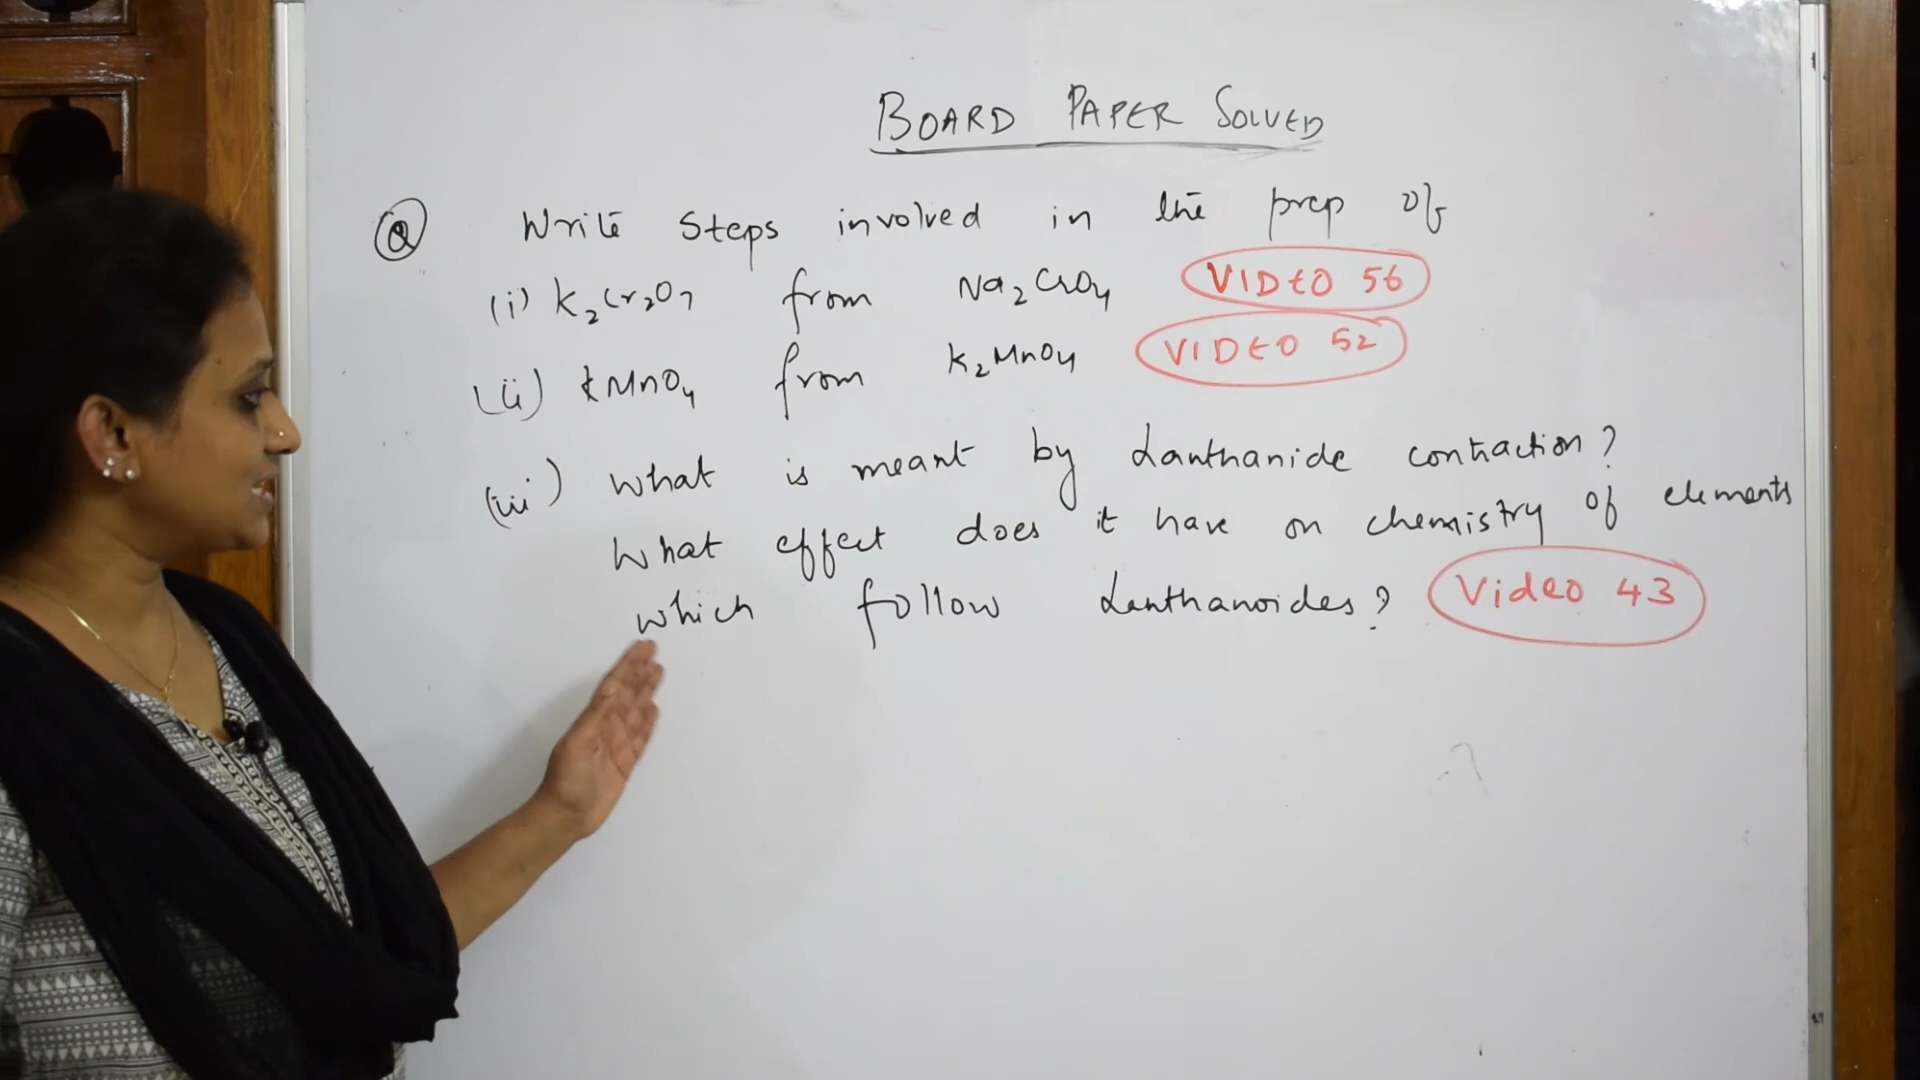 BOARD PAPER SOLVED
Q Write Steps involved in the prep of
(i) K2Cr2O7 from Na2CrO4 VIDEO 56
(ii) KMnO4 from K2MnO4 VIDEO 52
(iii) What is meant by Lanthanide contraction?
What effect does it have on chemistry of elements
which follow Lanthanoides? Video 43